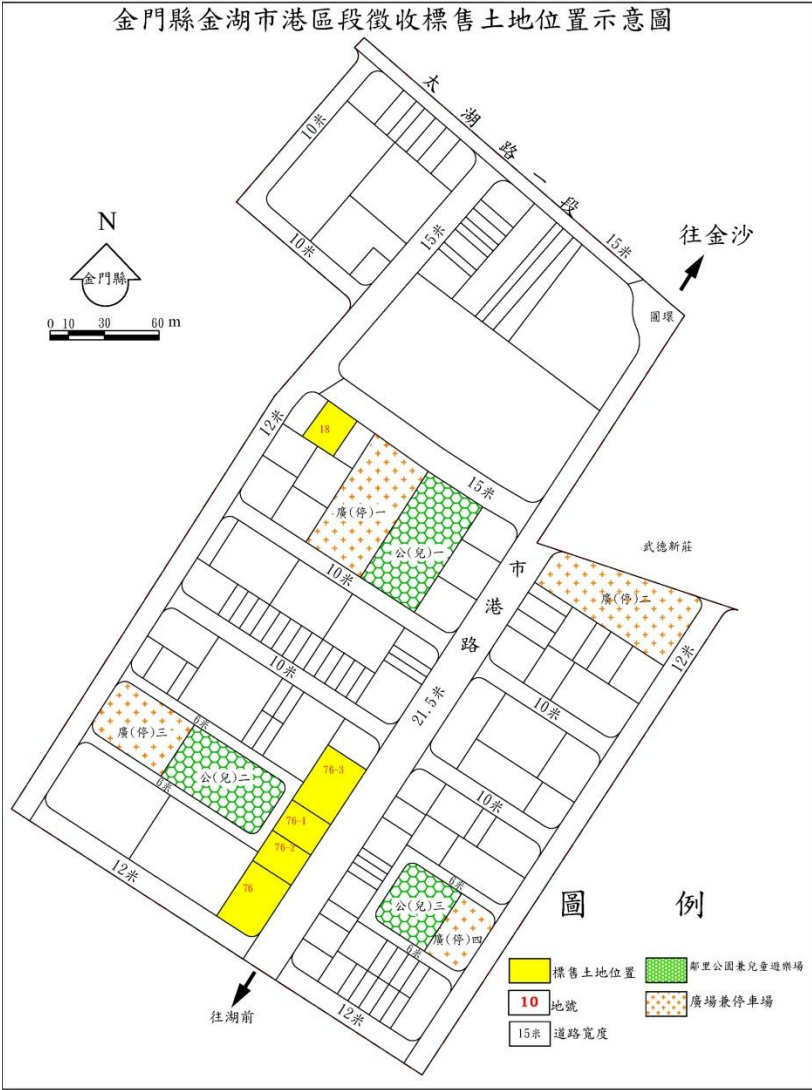 金門縣金湖市港區段徵收標售土地位置示意圖
太湖路一段
10米
15米
10米
15米
往金沙
圓環
N
金門縣
0 10 30 60 m
12米
18
廣(停)一
公(兒)一
15米
10米
市港路
21.5米
武德新莊
廣(停)二
12米
10米
10米
6米
廣(停)三
公(兒)二
6米
76-3
76-1
76-2
76
12米
10米
6米
公(兒)三
廣(停)四
6米
12米
往湖前
圖例
標售土地位置
鄰里公園兼兒童遊樂場
10 地號
廣場兼停車場
15米 道路寬度